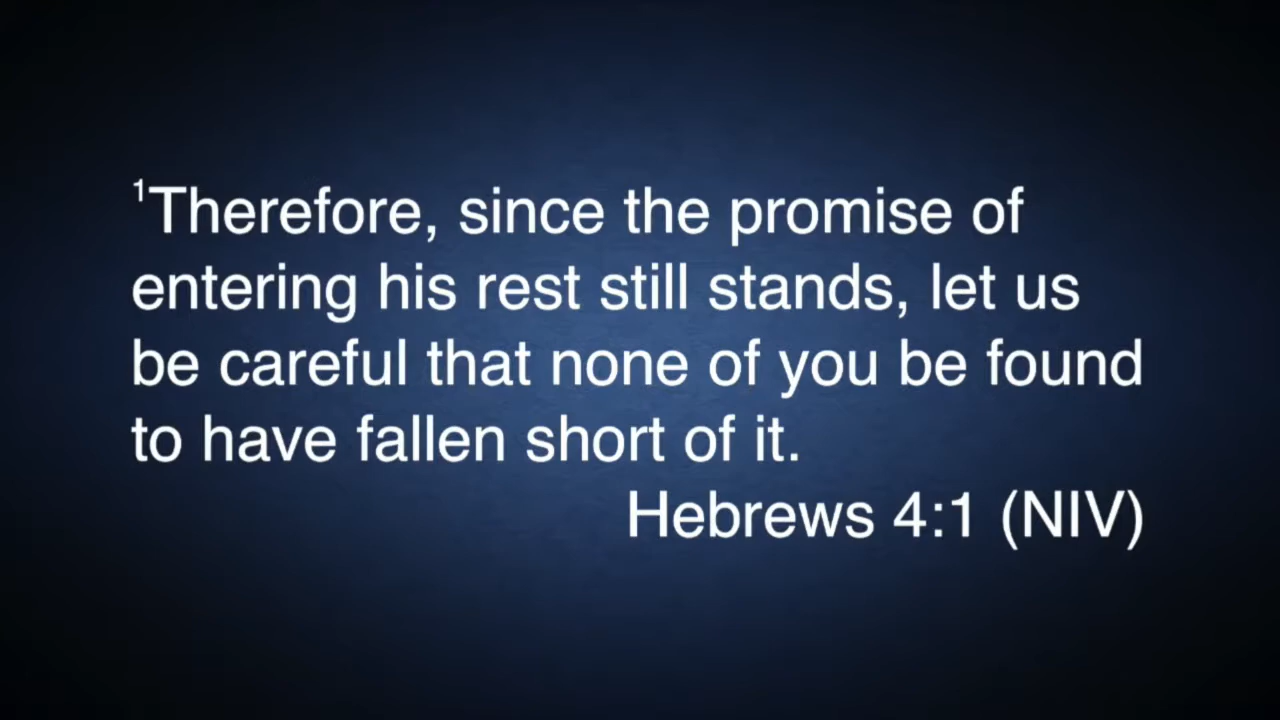 ¹Therefore, since the promise of
entering his rest still stands, let us
be careful that none of you be found
to have fallen short of it.
Hebrews 4:1 (NIV)